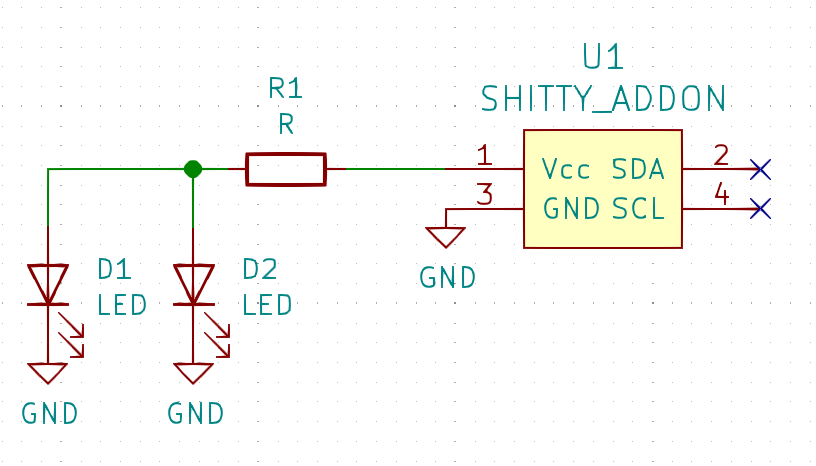 U1
SHITTY_ADDON
R1
R
1
Vcc SDA
2
3
GND SCL
4
GND
D1
LED
D2
LED
GND
GND